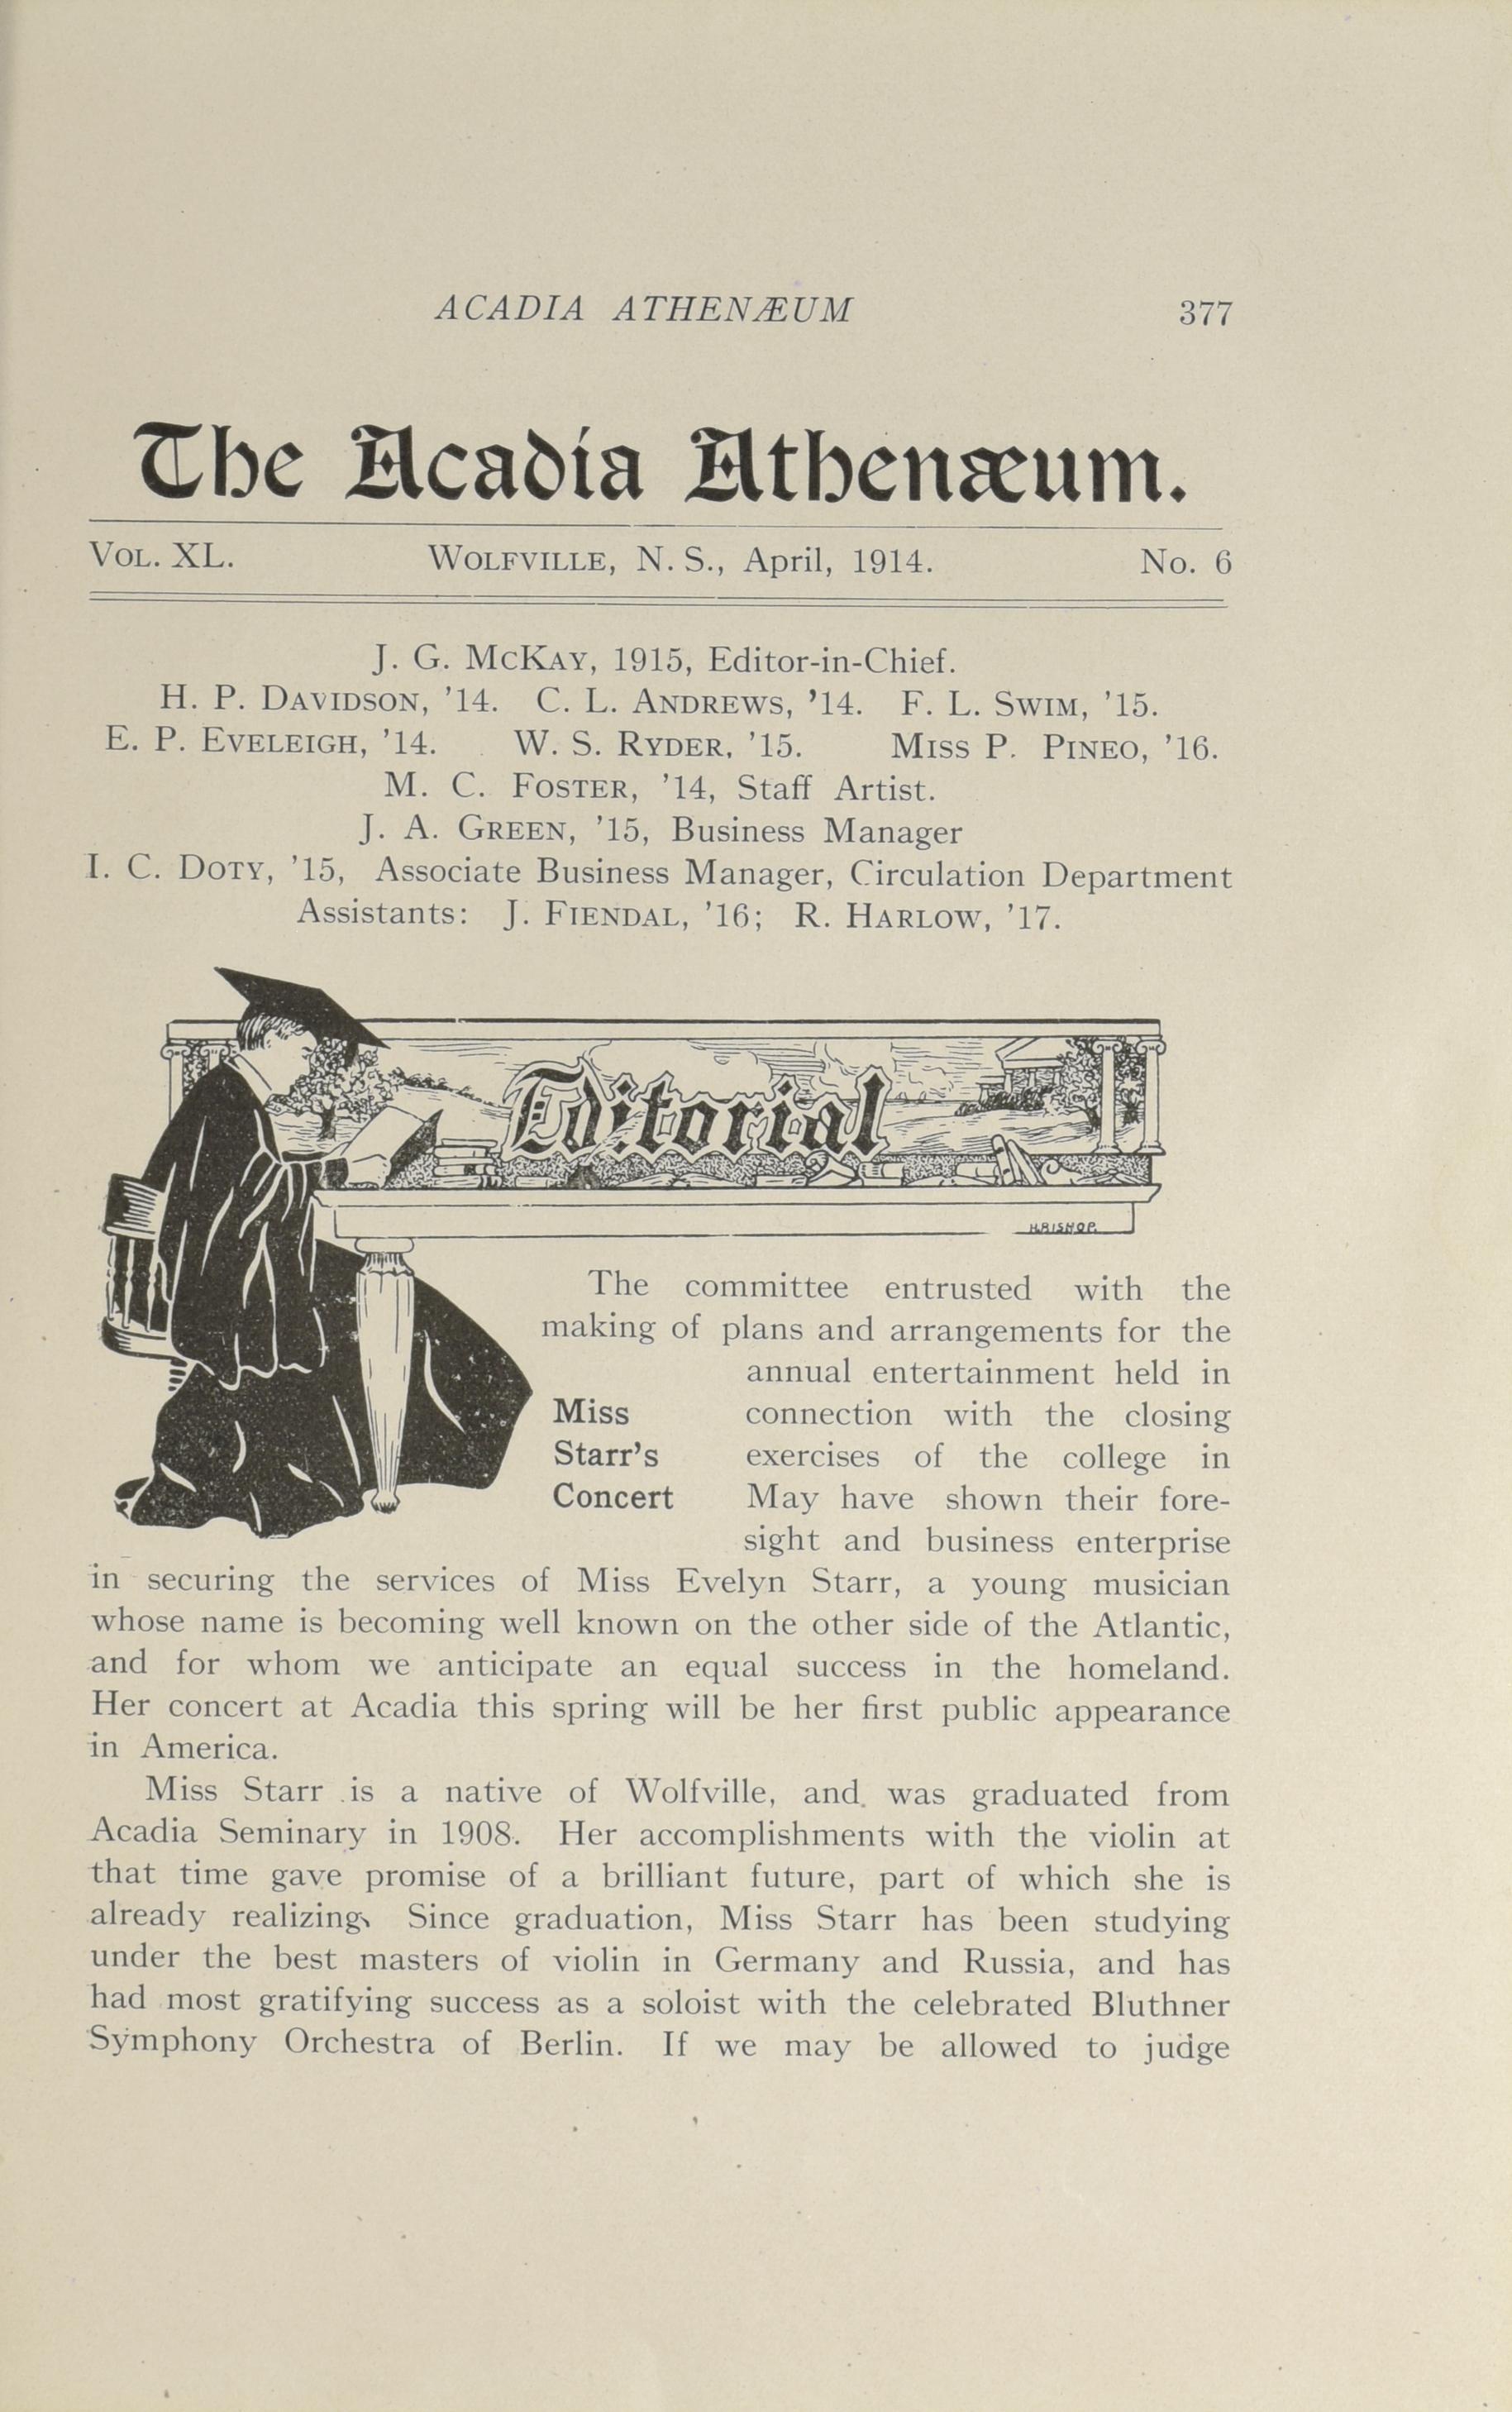 ACADIA ATHENÆUM 377
The Acadia Athenæum.
VOL. XL. WOLFVILLE, N. S., April, 1914. No. 6
J. G. MCKAY, 1915, Editor-in-Chief.
H. P. DAVIDSON, '14. C. L. ANDREWS, '14. F. L. SWIM, '15.
E. P. EVELEIGH, '14. W. S. RYDER, '15. MISS P. PINEO, '16.
M. C. FOSTER, '14, Staff Artist.
J. A. GREEN, '15, Business Manager
I. C. DOTY, '15, Associate Business Manager, Circulation Department
Assistants: J. FIENDAL, '16; R. HARLOW, '17.
Editorial
H.BISHOP.
The committee entrusted with the
making of plans and arrangements for the
annual entertainment held in
Miss connection with the closing
Starr's exercises of the college in
Concert May have shown their fore-
sight and business enterprise
in securing the services of Miss Evelyn Starr, a young musician
whose name is becoming well known on the other side of the Atlantic,
and for whom we anticipate an equal success in the homeland.
Her concert at Acadia this spring will be her first public appearance
in America.
Miss Starr is a native of Wolfville, and was graduated from
Acadia Seminary in 1908. Her accomplishments with the violin at
that time gave promise of a brilliant future, part of which she is
already realizing. Since graduation, Miss Starr has been studying
under the best masters of violin in Germany and Russia, and has
had most gratifying success as a soloist with the celebrated Bluthner
Symphony Orchestra of Berlin. If we may be allowed to judge